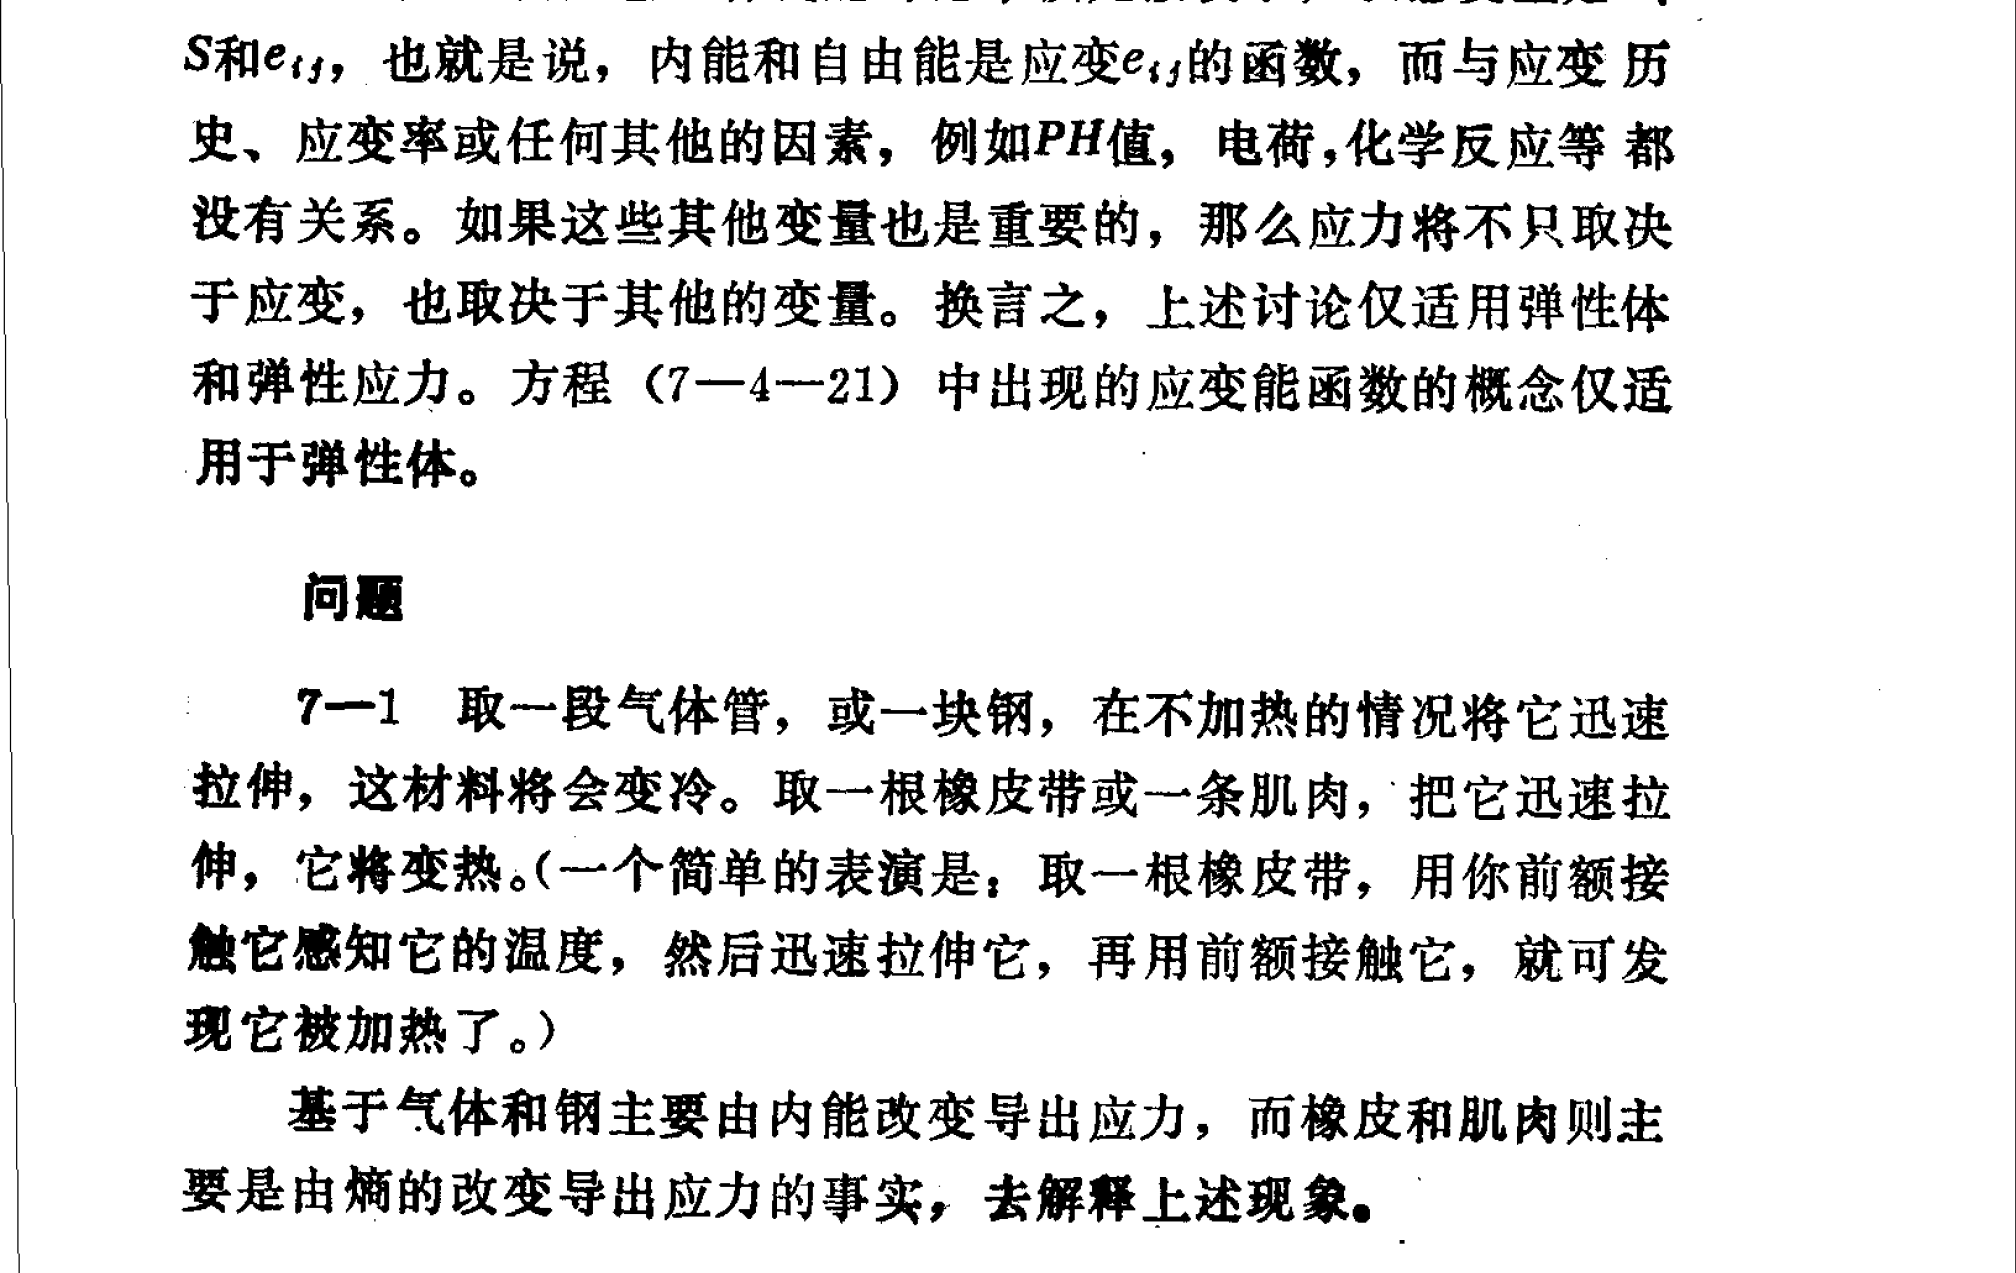 S和eij，也就是说，内能和自由能是应变eij的函数，而与应变历
史、应变率或任何其他的因素，例如PH值，电荷，化学反应等都
没有关系。如果这些其他变量也是重要的，那么应力将不只取决
于应变，也取决于其他的变量。换言之，上述讨论仅适用弹性体
和弹性应力。方程（7—4—21）中出现的应变能函数的概念仅适
用于弹性体。
问题
7—1 取一段气体管，或一块钢，在不加热的情况将它迅速
拉伸，这材料将会变冷。取一根橡皮带或一条肌肉，把它迅速拉
伸，它将变热。（一个简单的表演是：取一根橡皮带，用你前额接
触它感知它的温度，然后迅速拉伸它，再用前额接触它，就可发
现它被加热了。）
基于气体和钢主要由内能改变导出应力，而橡皮和肌肉则主
要是由熵的改变导出应力的事实，去解释上述现象。